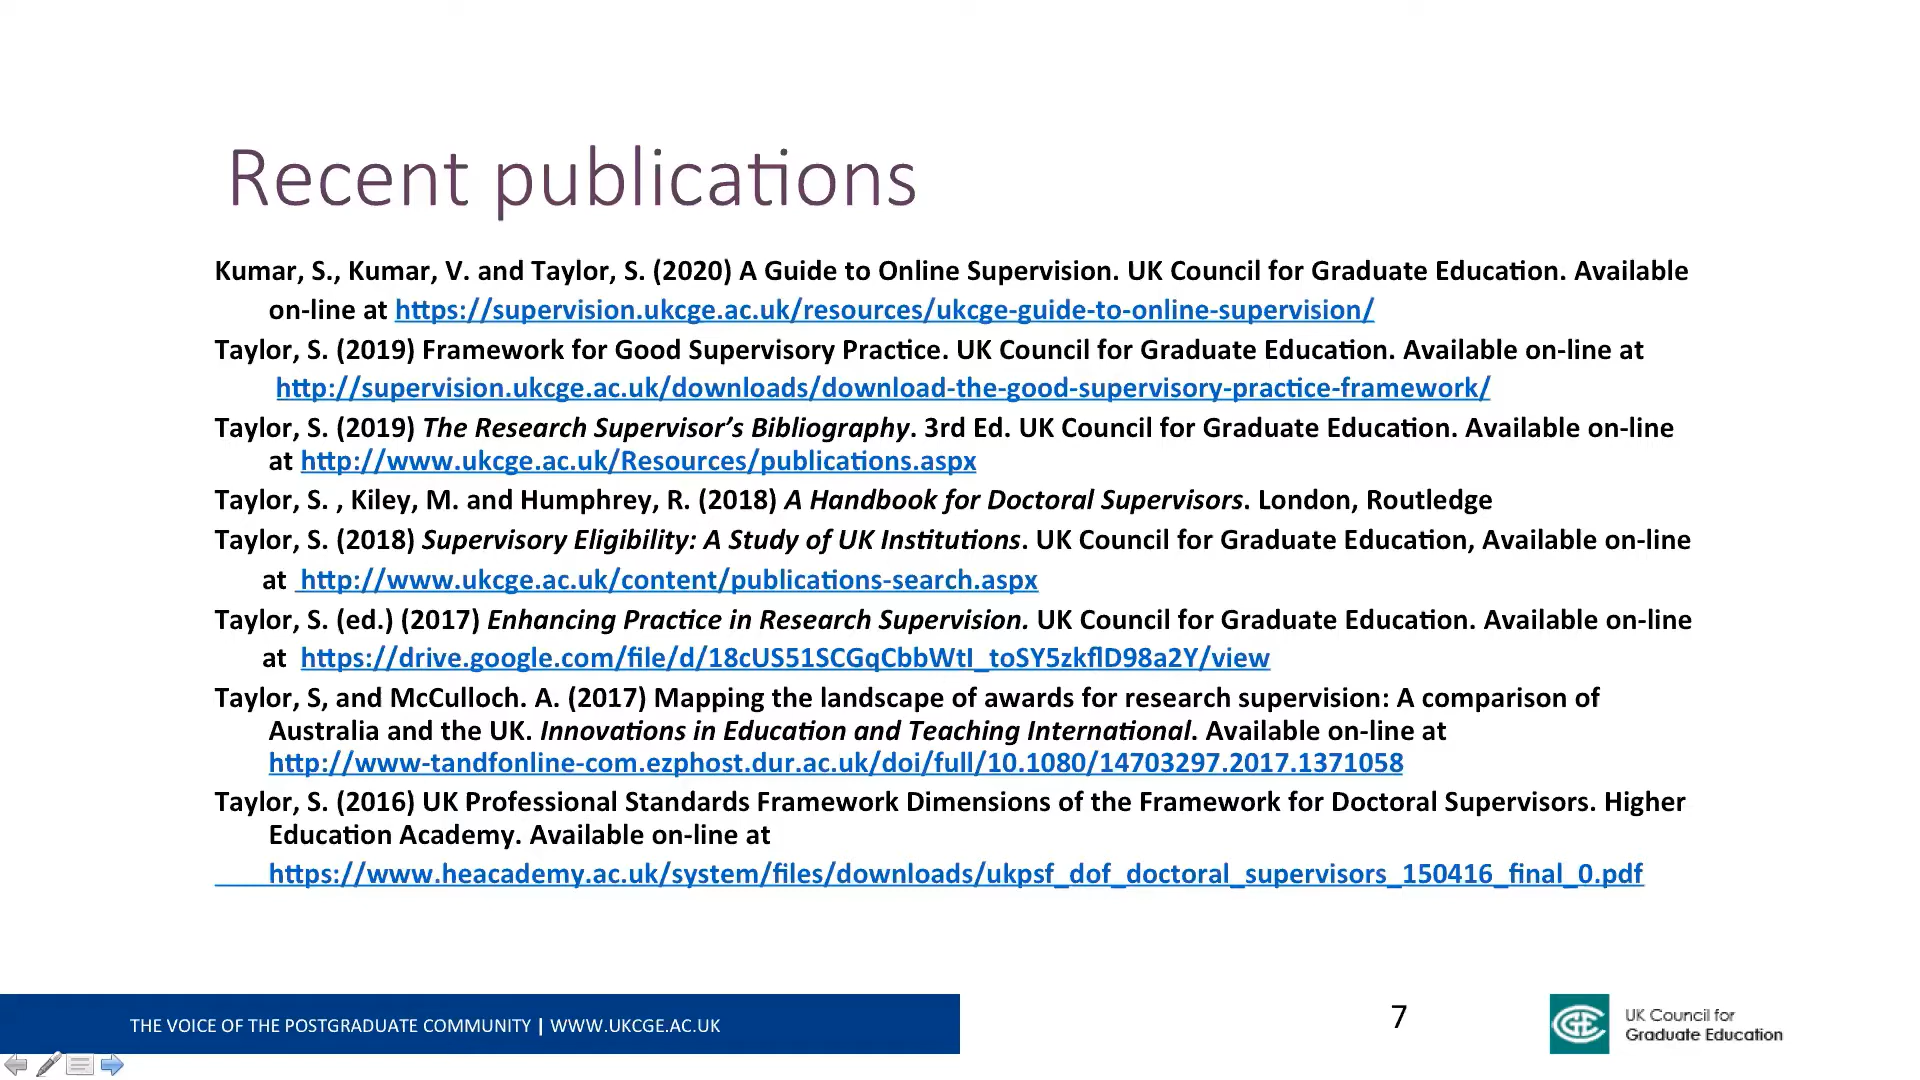 Recent publications
Kumar, S., Kumar, V. and Taylor, S. (2020) A Guide to Online Supervision. UK Council for Graduate Education. Available
on-line at https://supervision.ukcge.ac.uk/resources/ukcge-guide-to-online-supervision/
Taylor, S. (2019) Framework for Good Supervisory Practice. UK Council for Graduate Education. Available on-line at
http://supervision.ukcge.ac.uk/downloads/download-the-good-supervisory-practice-framework/
Taylor, S. (2019) The Research Supervisor’s Bibliography. 3rd Ed. UK Council for Graduate Education. Available on-line
at http://www.ukcge.ac.uk/Resources/publications.aspx
Taylor, S. , Kiley, M. and Humphrey, R. (2018) A Handbook for Doctoral Supervisors. London, Routledge
Taylor, S. (2018) Supervisory Eligibility: A Study of UK Institutions. UK Council for Graduate Education, Available on-line
at http://www.ukcge.ac.uk/content/publications-search.aspx
Taylor, S. (ed.) (2017) Enhancing Practice in Research Supervision. UK Council for Graduate Education. Available on-line
at https://drive.google.com/file/d/18cUS51SCGqCbbWtI_toSY5zkflD98a2Y/view
Taylor, S, and McCulloch. A. (2017) Mapping the landscape of awards for research supervision: A comparison of
Australia and the UK. Innovations in Education and Teaching International. Available on-line at
http://www-tandfonline-com.ezphost.dur.ac.uk/doi/full/10.1080/14703297.2017.1371058
Taylor, S. (2016) UK Professional Standards Framework Dimensions of the Framework for Doctoral Supervisors. Higher
Education Academy. Available on-line at
https://www.heacademy.ac.uk/system/files/downloads/ukpsf_dof_doctoral_supervisors_150416_final_0.pdf
THE VOICE OF THE POSTGRADUATE COMMUNITY | WWW.UKCGE.AC.UK
7
UK Council for
Graduate Education